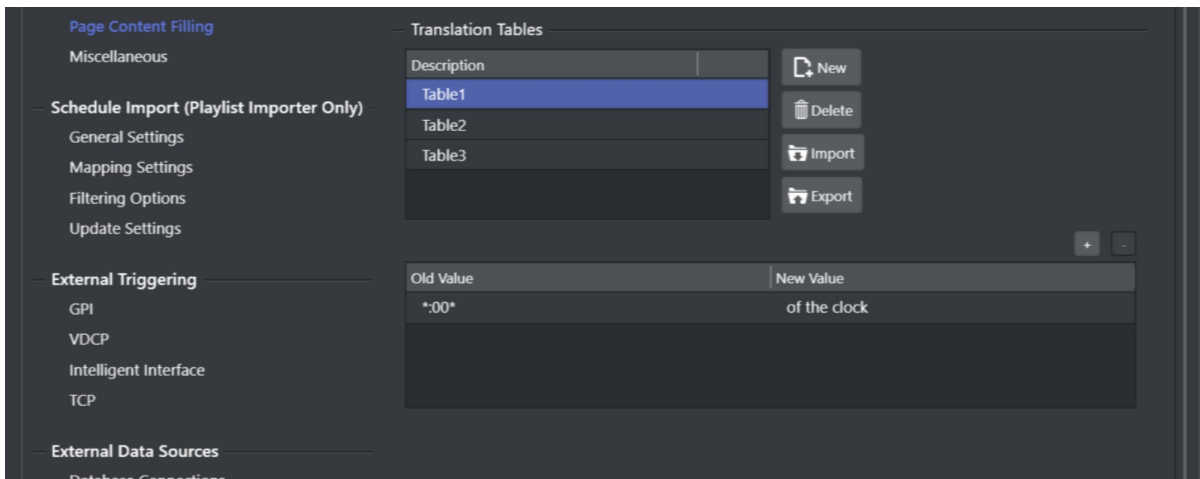 Page Content Filling
Miscellaneous
Schedule Import (Playlist Importer Only)
General Settings
Mapping Settings
Filtering Options
Update Settings
External Triggering
GPI
VDCP
Intelligent Interface
TCP
External Data Sources
Database Connections
Translation Tables
Description
Table1
Table2
Table3
New
Delete
Import
Export
+ -
Old Value New Value
*:00* of the clock